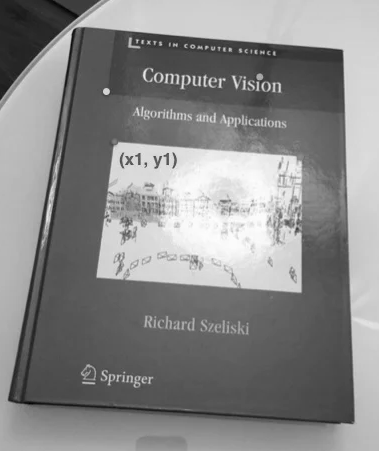 TEXTS IN COMPUTER SCIENCE
Computer Vision
Algorithms and Applications
(x1, y1)
Richard Szeliski
Springer